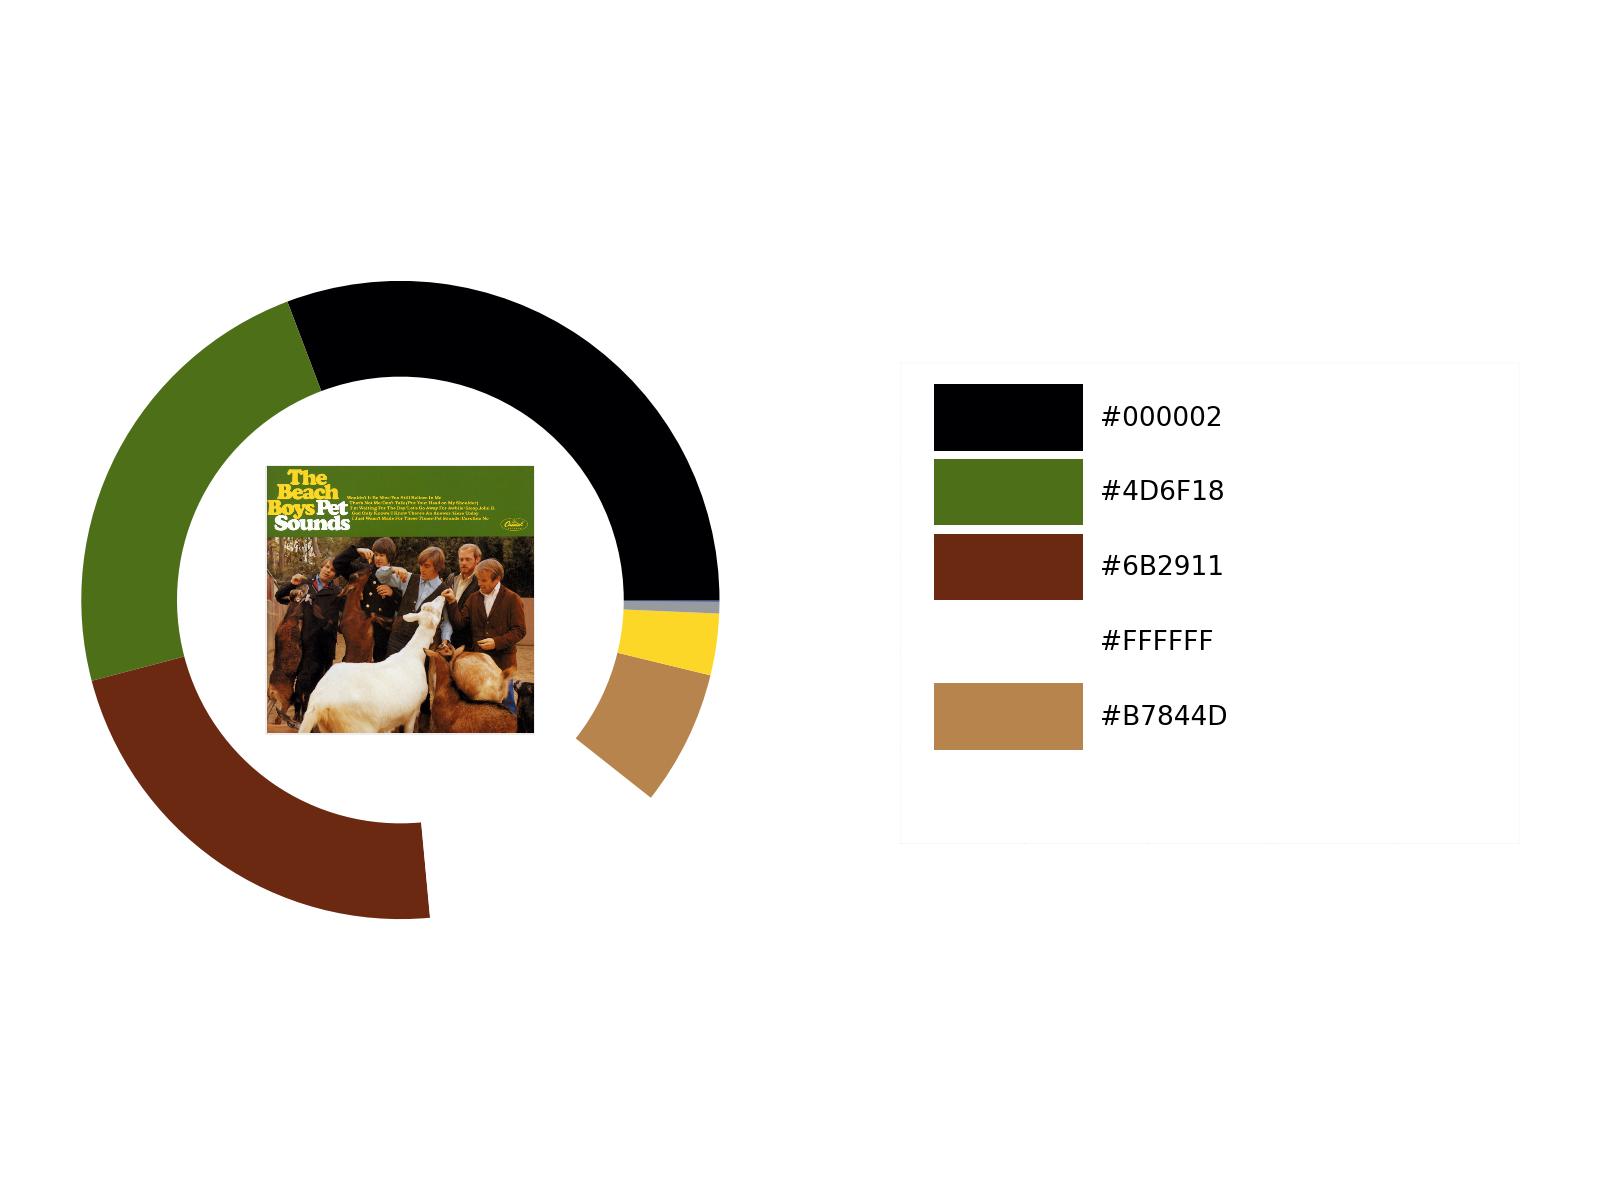 The
Beach
Boys Pet
Sounds
Wouldn't It Be Nice/You Still Believe In Me
That's Not Me/Don't Talk (Put Your Head on My Shoulder)
I'm Waiting For The Day/Let's Go Away For Awhile/Sloop John B.
God Only Knows/I Know There's An Answer/Here Today
I Just Wasn't Made For These Times/Pet Sounds/Caroline No
Capitol
#000002
#4D6F18
#6B2911
#FFFFFF
#B7844D